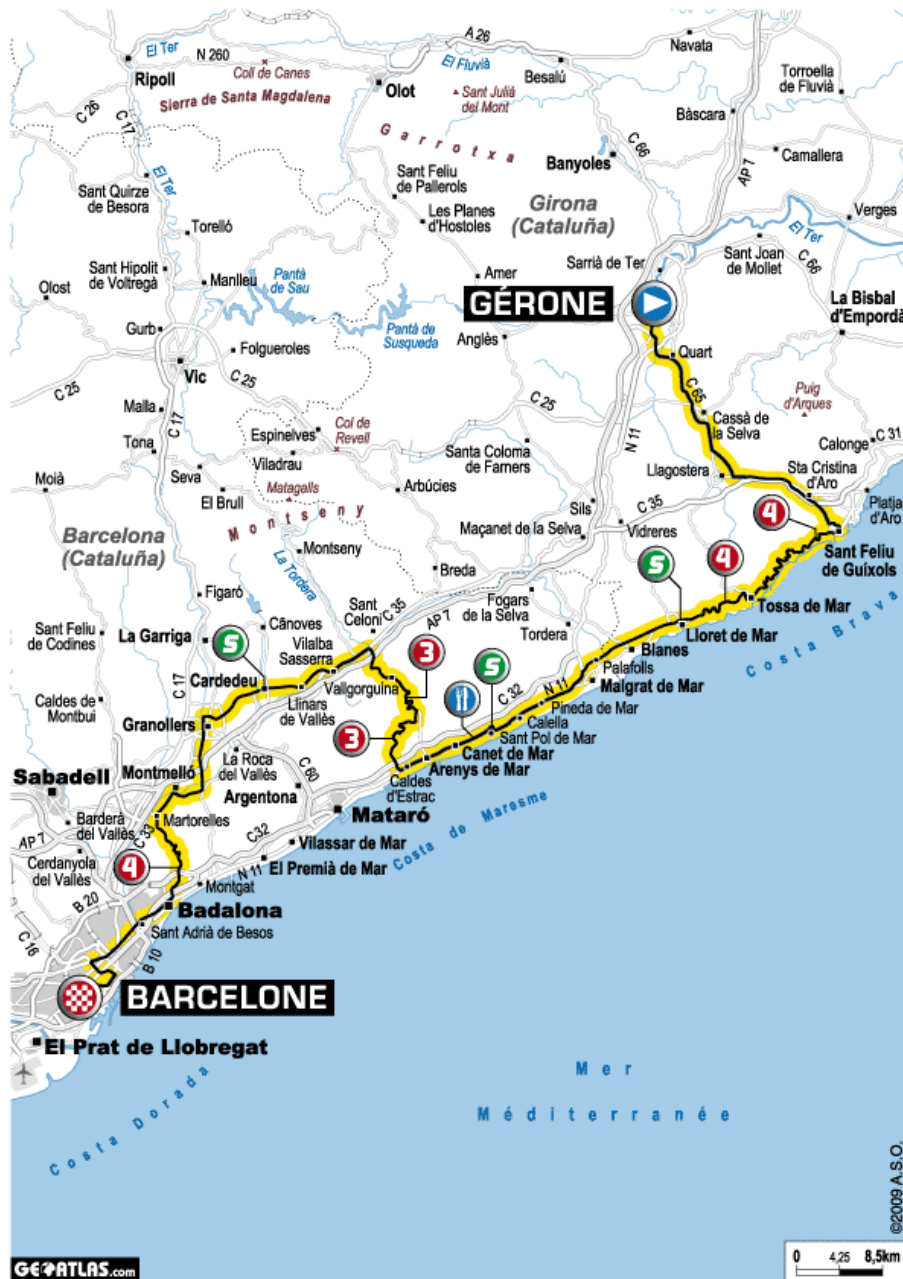 El Ter
N 260
A 26
Navata
Ripoll
Coll de Canes
El Fluvià
Besalú
Torroella
de Fluvià
Sierra de Santa Magdalena
Olot
Sant Julià
del Mont
C 26
C 17
Bàscara
Garrotxa
C 66
Banyoles
Camallera
AP 7
El Ter
Sant Quirze
de Besora
Sant Feliu
de Pallerols
Girona
(Cataluña)
Les Planes
d'Hostoles
Verges
Torelló
El Ter
Sant Joan
de Mollet
C 66
Sant Hipolit
de Voltregà
Manlleu
Pantà
de Sau
Amer
Sarrià de Ter
Olost
GÉRONE
La Bisbal
d'Empordà
Gurb
Pantà de
Susqueda
Anglès
Folgueroles
Quart
Vic
C 25
C 25
C 65
Puig
d'Arques
Malla
C 17
C 25
N 11
Cassà de
la Selva
Col de
Revell
Espinelves
C 31
Calonge
Tona
Santa Coloma
de Farners
Viladrau
Llagostera
Sta Cristina
d'Aro
Moià
Seva
El Brull
Matagalls
Arbúcies
Sils
C 35
Platja
d'Aro
4
Montseny
Maçanet de la Selva
Vidreres
Barcelona
(Cataluña)
Montseny
Sant Feliu
de Guíxols
S
4
La Tordera
Breda
Figaró
Sant
Celoni
C 35
AP 7
Fogars
de la Selva
Tossa de Mar
Sant Feliu
de Codines
La Garriga
S
Cãnoves
Vilalba
Sasserra
Tordera
Lloret de Mar
Costa Brava
Blanes
3
S
Cardedeu
Vallgorguina
Palafolls
Malgrat de Mar
Caldes de
Montbui
C 17
C 32
N 11
Llinars
de Vallès
Pineda de Mar
Granollers
3
Calella
Sant Pol de Mar
La Roca
del Vallès
Canet de Mar
Arenys de Mar
Sabadell
Montmelló
C 60
Caldes
d'Estrac
Argentona
Costa de Maresme
Mataró
Barderà
del Vallès
Martorelles
AP 7
C 33
C32
Vilassar de Mar
Cerdanyola
del Vallès
4
N 11
El Premià de Mar
Montgat
B 20
Badalona
C 16
Sant Adrià de Besos
B 10
BARCELONE
El Prat de Llobregat
Mer
Méditerranée
Costa Dorada
©2009 A.S.O.
0 4,25 8,5km
GEOATLAS.com